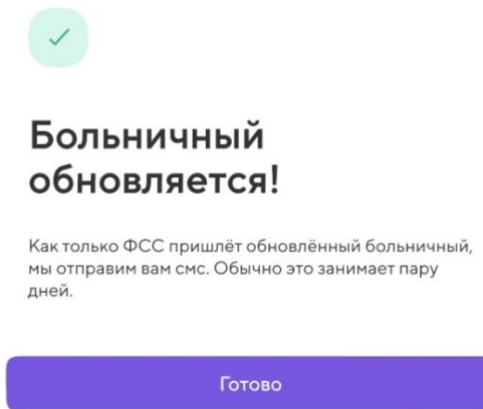 Больничный
обновляется!
Как только ФСС пришлёт обновлённый больничный,
мы отправим вам смс. Обычно это занимает пару
дней.
Готово